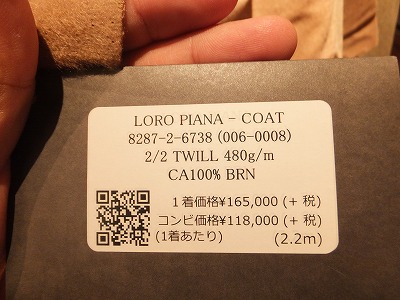 LORO PIANA - COAT
8287-2-6738 (006-0008)
2/2 TWILL 480g/m
CA100% BRN
1着価格¥165,000 (+ 税)
コンビ価格¥118,000 (+ 税)
(1着あたり) (2.2m)